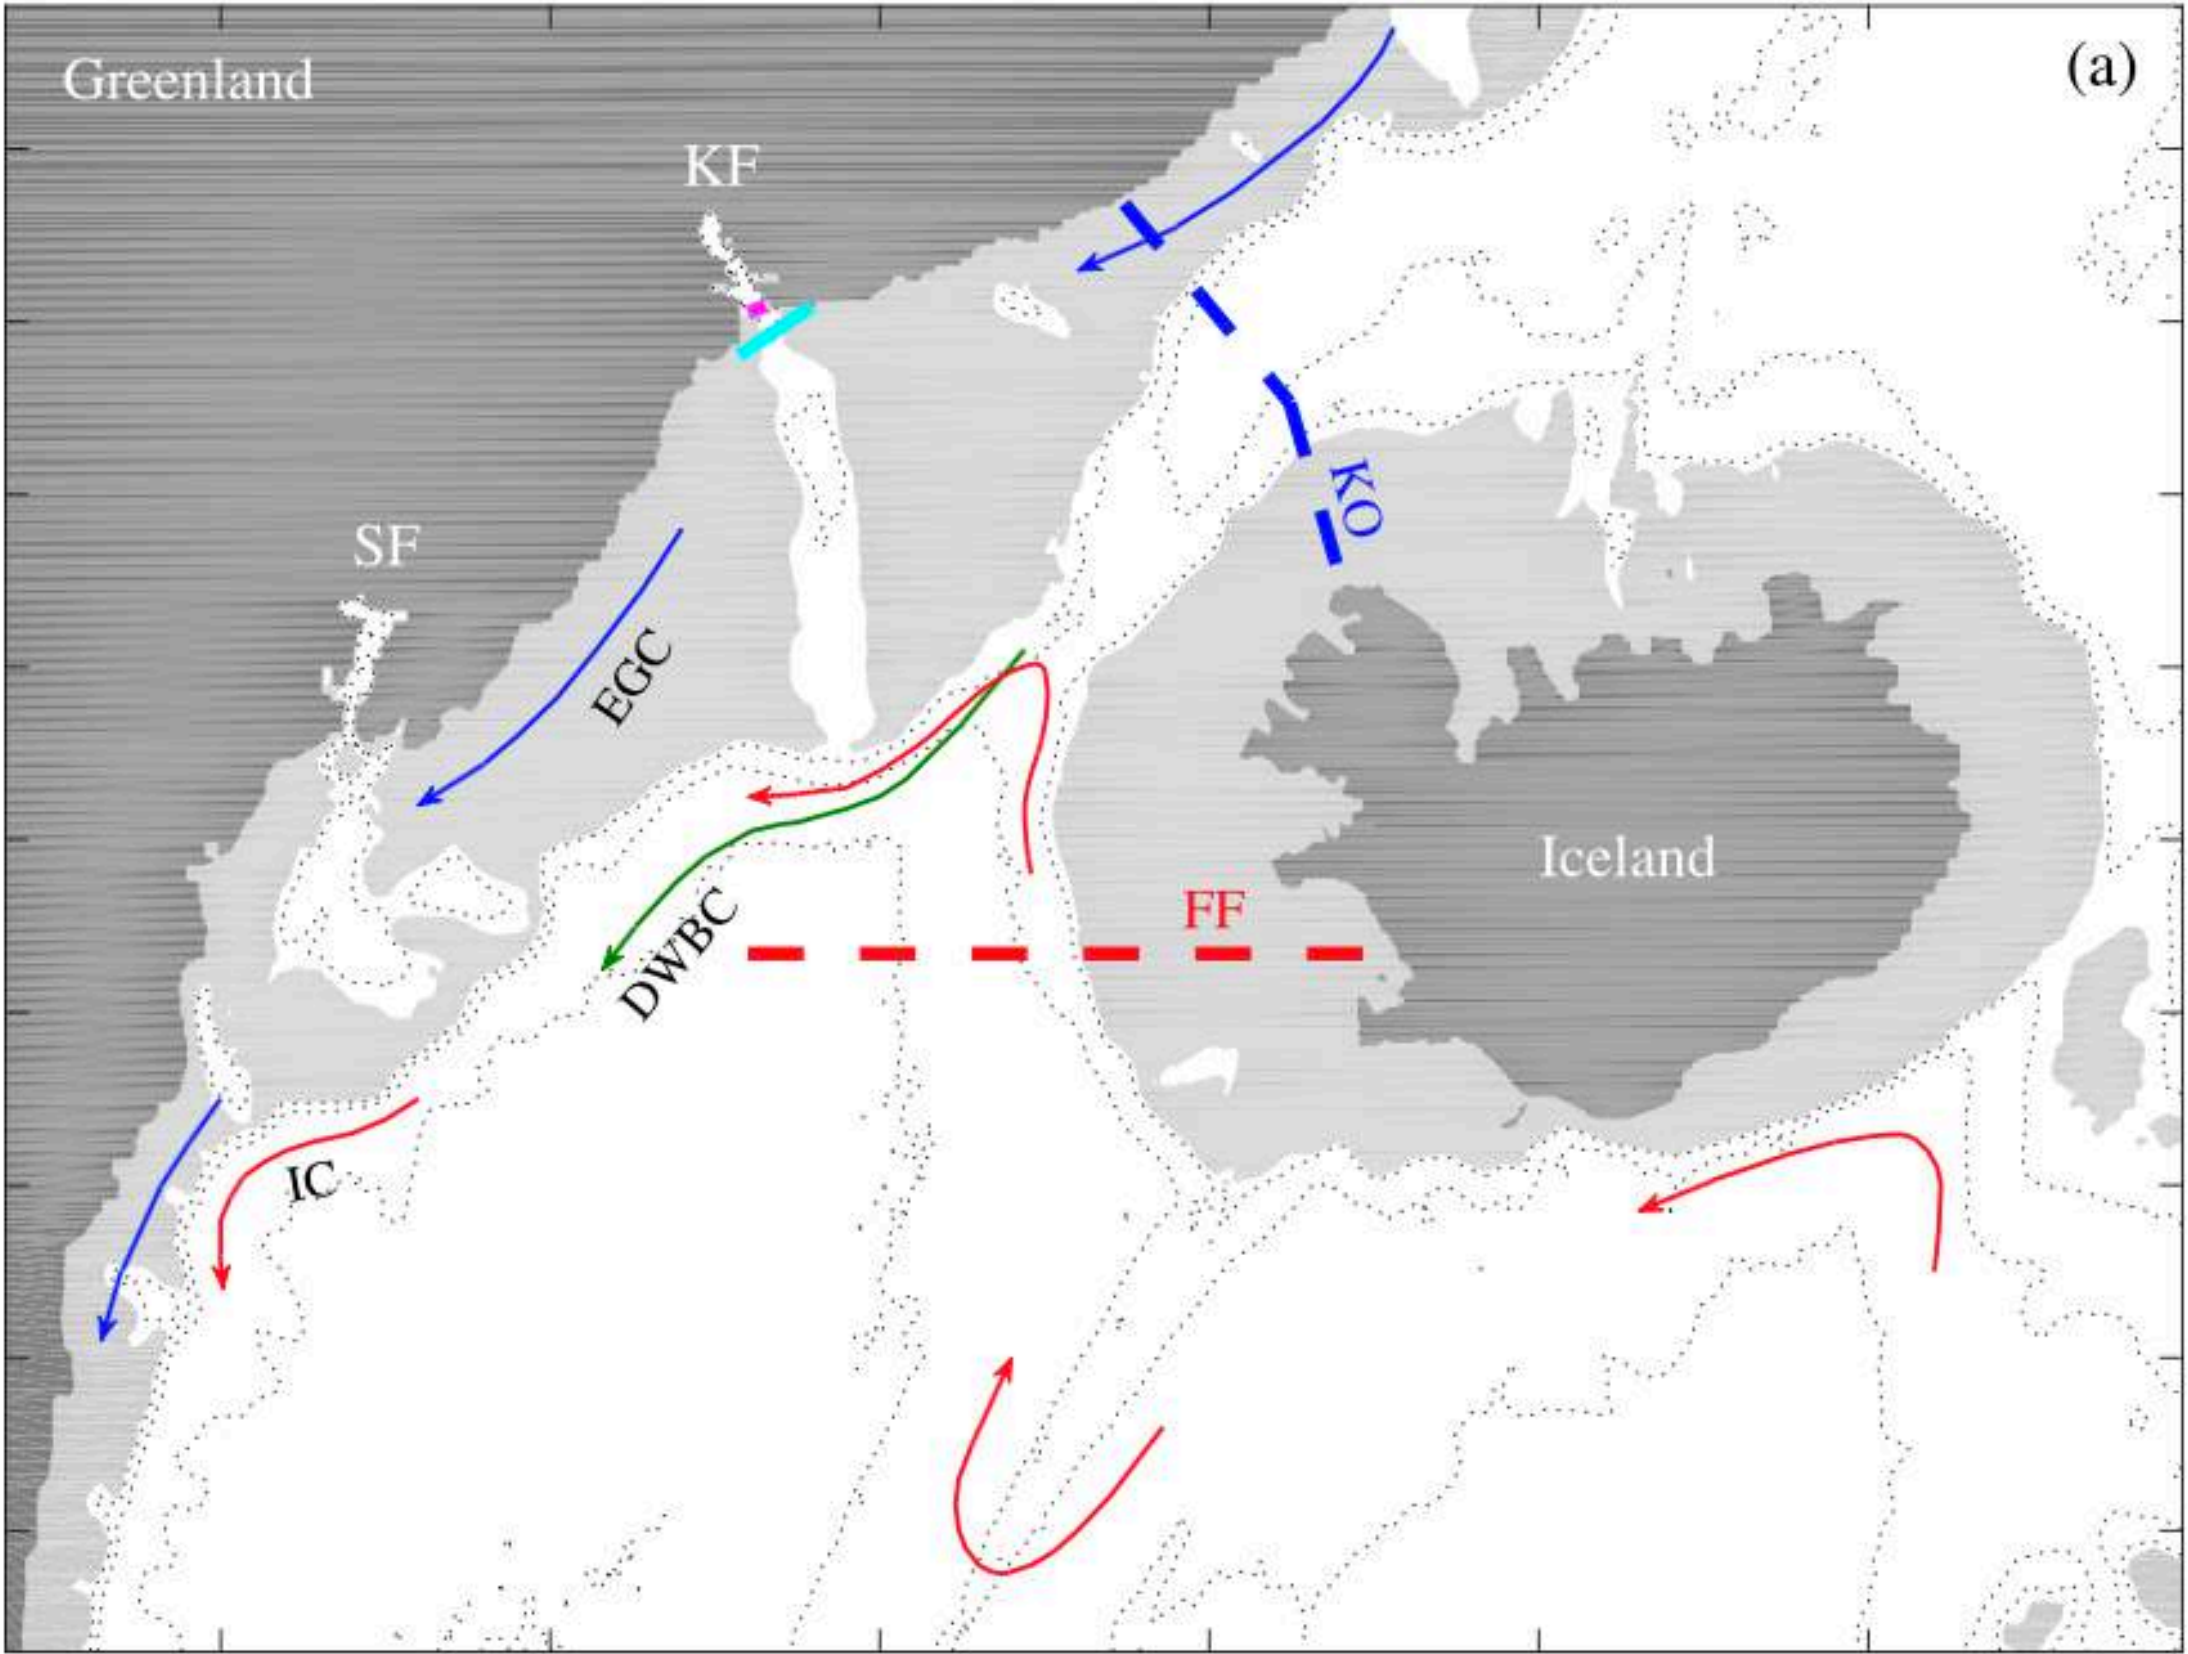 Greenland
(a)
KF
KO
SF
EGC
Iceland
FF
DWBC
IC